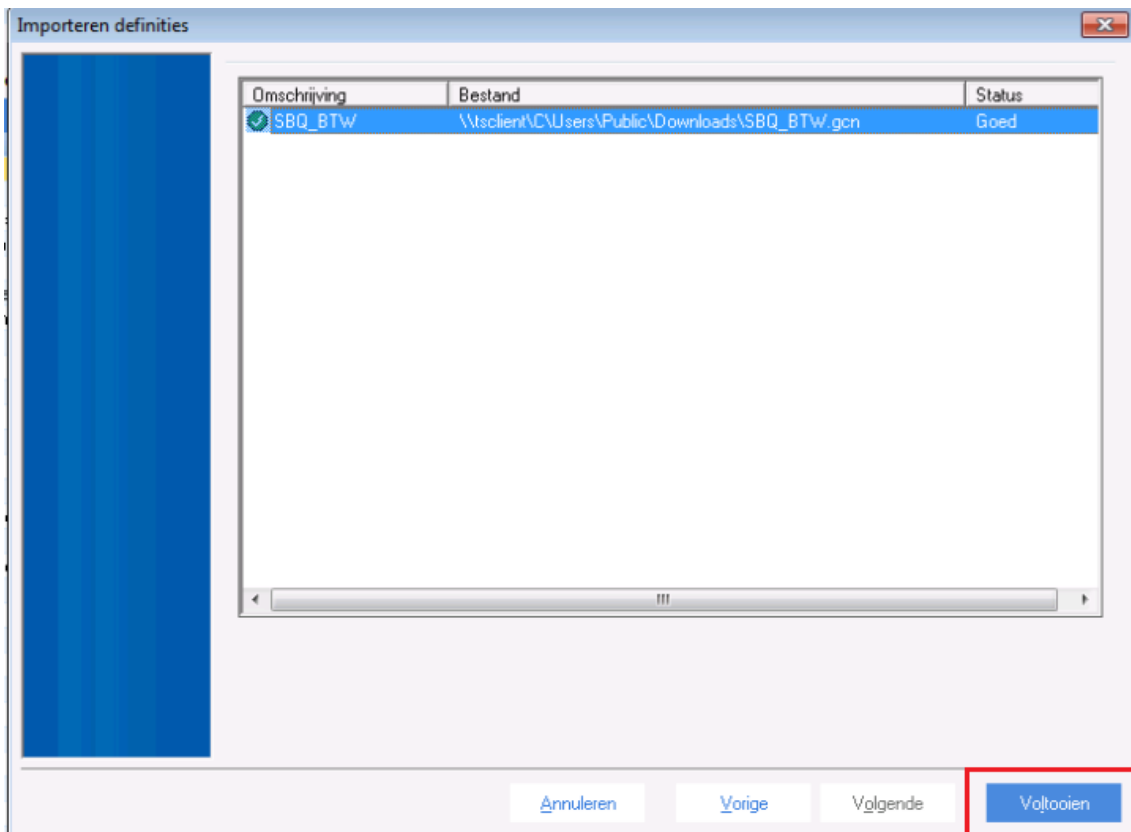 Importeren definities
Omschrijving Bestand Status
SBQ_BTW \\tsclient\C\Users\Public\Downloads\SBQ_BTW.gcn Goed
Annuleren Vorige Volgende Voltooien